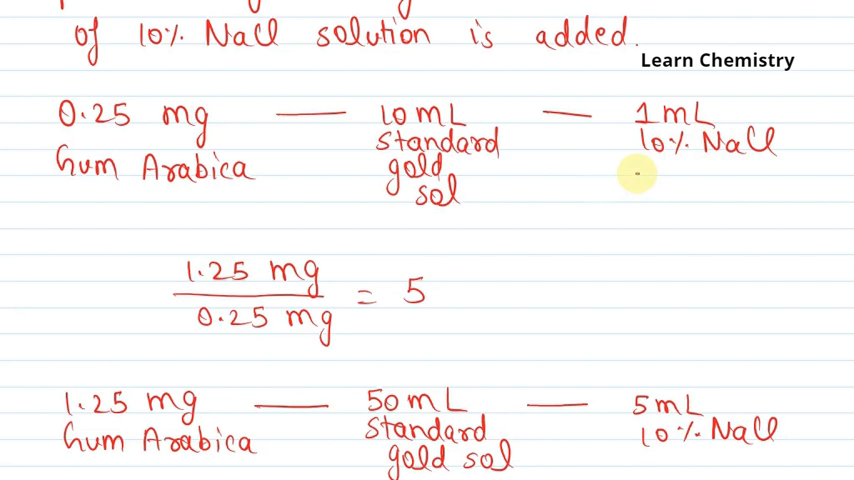 of 10% NaCl solution is added.
Learn Chemistry
0.25 mg — 10 mL — 1 mL
Gum Arabica standard 10% NaCl
gold
sol
1.25 mg
= 5
0.25 mg
1.25 mg — 50 mL — 5 mL
Gum Arabica standard 10% NaCl
gold sol